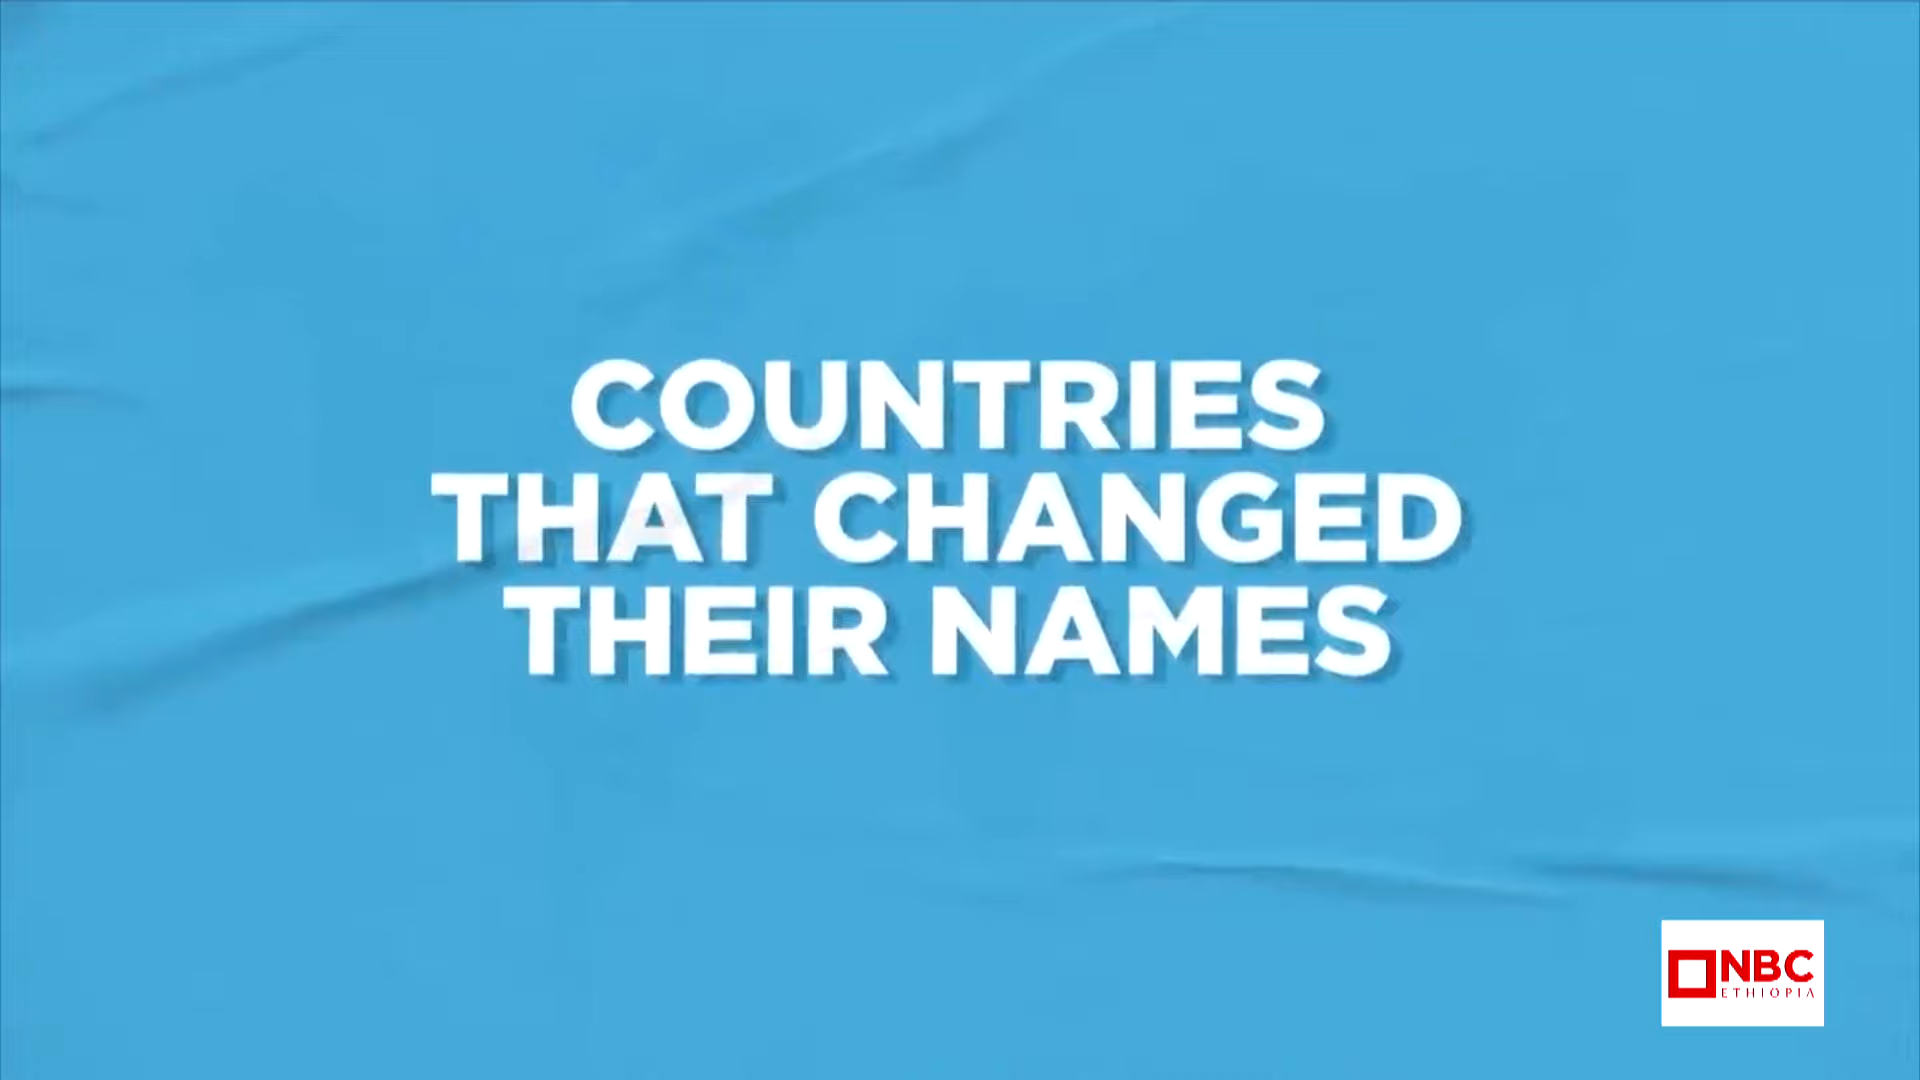 COUNTRIES
THAT CHANGED
THEIR NAMES
NBC
ETHIOPIA